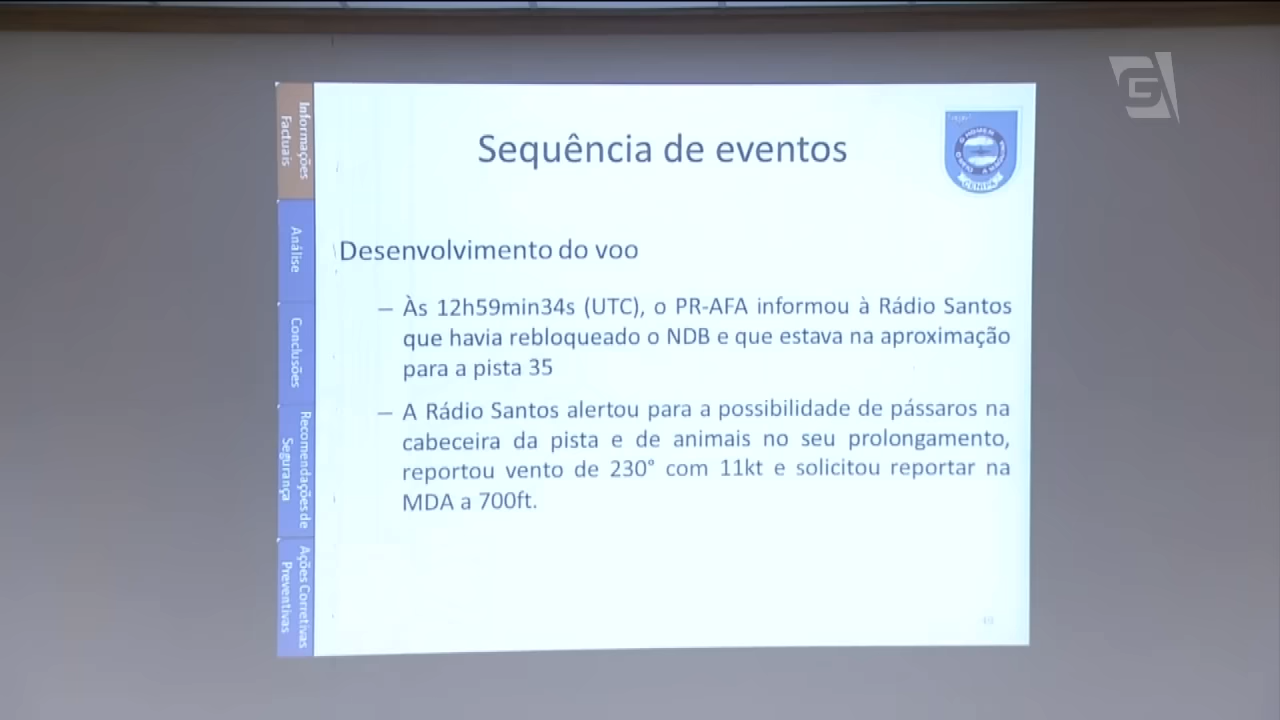 Sequência de eventos
Informações
Factuais
Análise
Conclusões
Recomendações de
Segurança
Ações Corretivas
Preventivas
Desenvolvimento do voo
– Às 12h59min34s (UTC), o PR-AFA informou à Rádio Santos
que havia rebloqueado o NDB e que estava na aproximação
para a pista 35
– A Rádio Santos alertou para a possibilidade de pássaros na
cabeceira da pista e de animais no seu prolongamento,
reportou vento de 230° com 11kt e solicitou reportar na
MDA a 700ft.
CENIPA
G